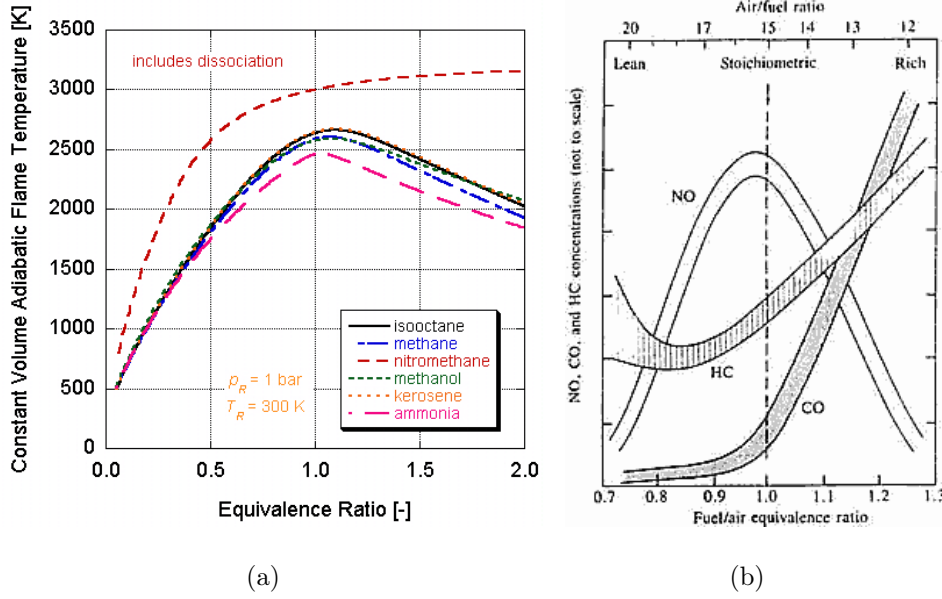 Constant Volume Adiabatic Flame Temperature [K]
3500
3000
2500
2000
1500
1000
500
0
includes dissociation
isooctane
methane
nitromethane
methanol
kerosene
ammonia
p_R = 1 bar
T_R = 300 K
0.0 0.5 1.0 1.5 2.0
Equivalence Ratio [-]
(a)
Air/fuel ratio
20 17 15 14 13 12
Lean Stoichiometric Rich
NO, CO, and HC concentrations (not to scale)
NO
HC
CO
0.7 0.8 0.9 1.0 1.1 1.2 1.3
Fuel/air equivalence ratio
(b)